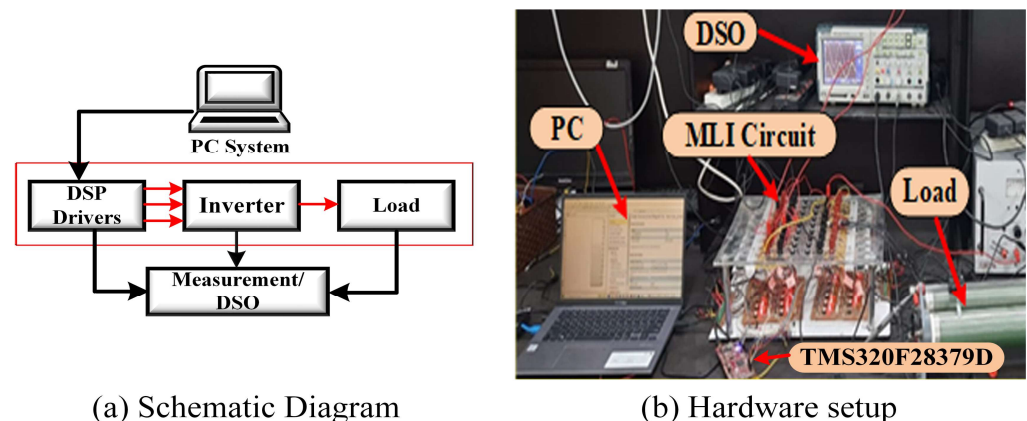 PC System
DSP
Drivers
Inverter
Load
Measurement/
DSO
(a) Schematic Diagram
DSO
PC
MLI Circuit
Load
TMS320F28379D
(b) Hardware setup